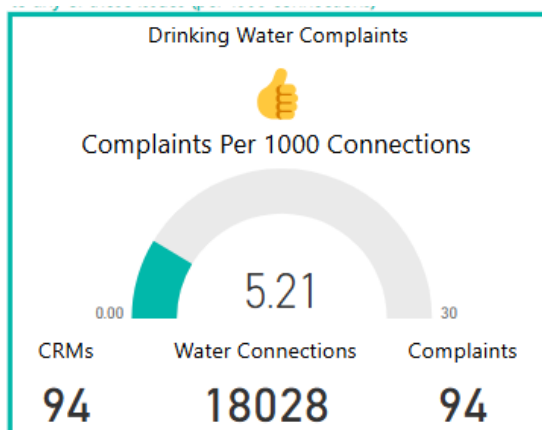 Drinking Water Complaints
Complaints Per 1000 Connections
5.21
0.00 30
CRMs Water Connections Complaints
94 18028 94